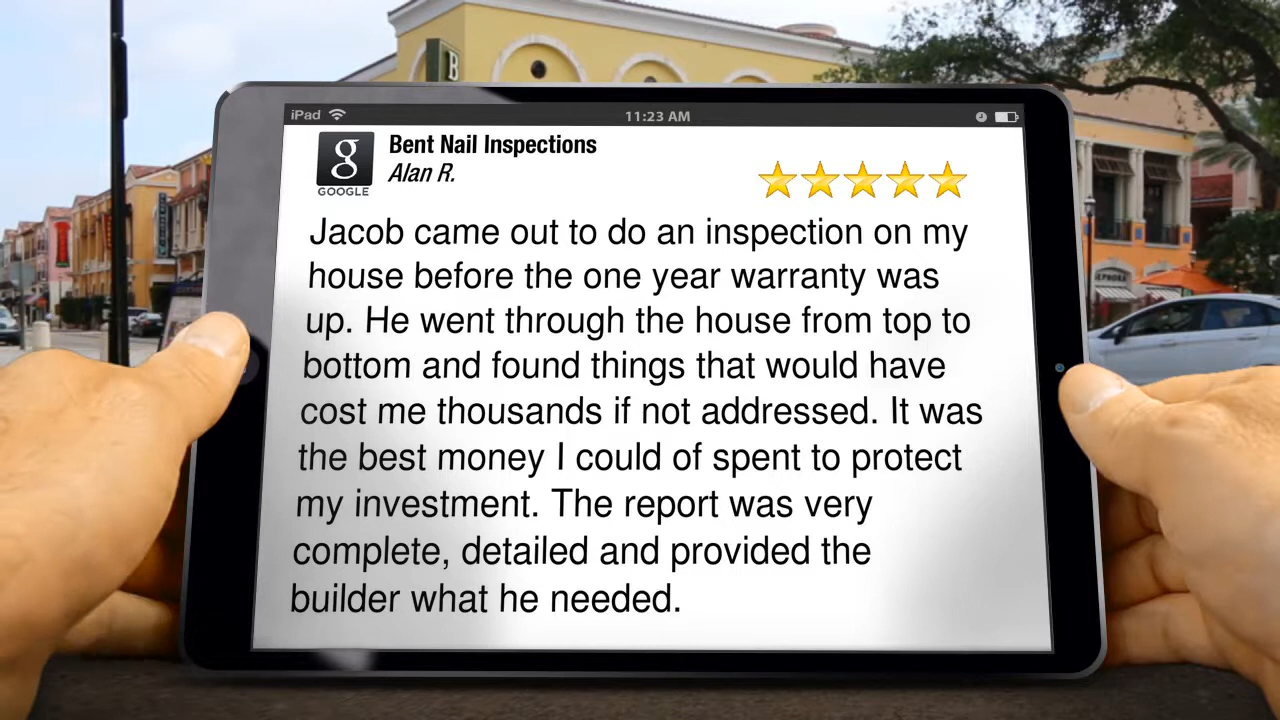 B
iPad
11:23 AM
g
GOOGLE
Bent Nail Inspections
Alan R.
Jacob came out to do an inspection on my
house before the one year warranty was
up. He went through the house from top to
bottom and found things that would have
cost me thousands if not addressed. It was
the best money I could of spent to protect
my investment. The report was very
complete, detailed and provided the
builder what he needed.
SEPHORA